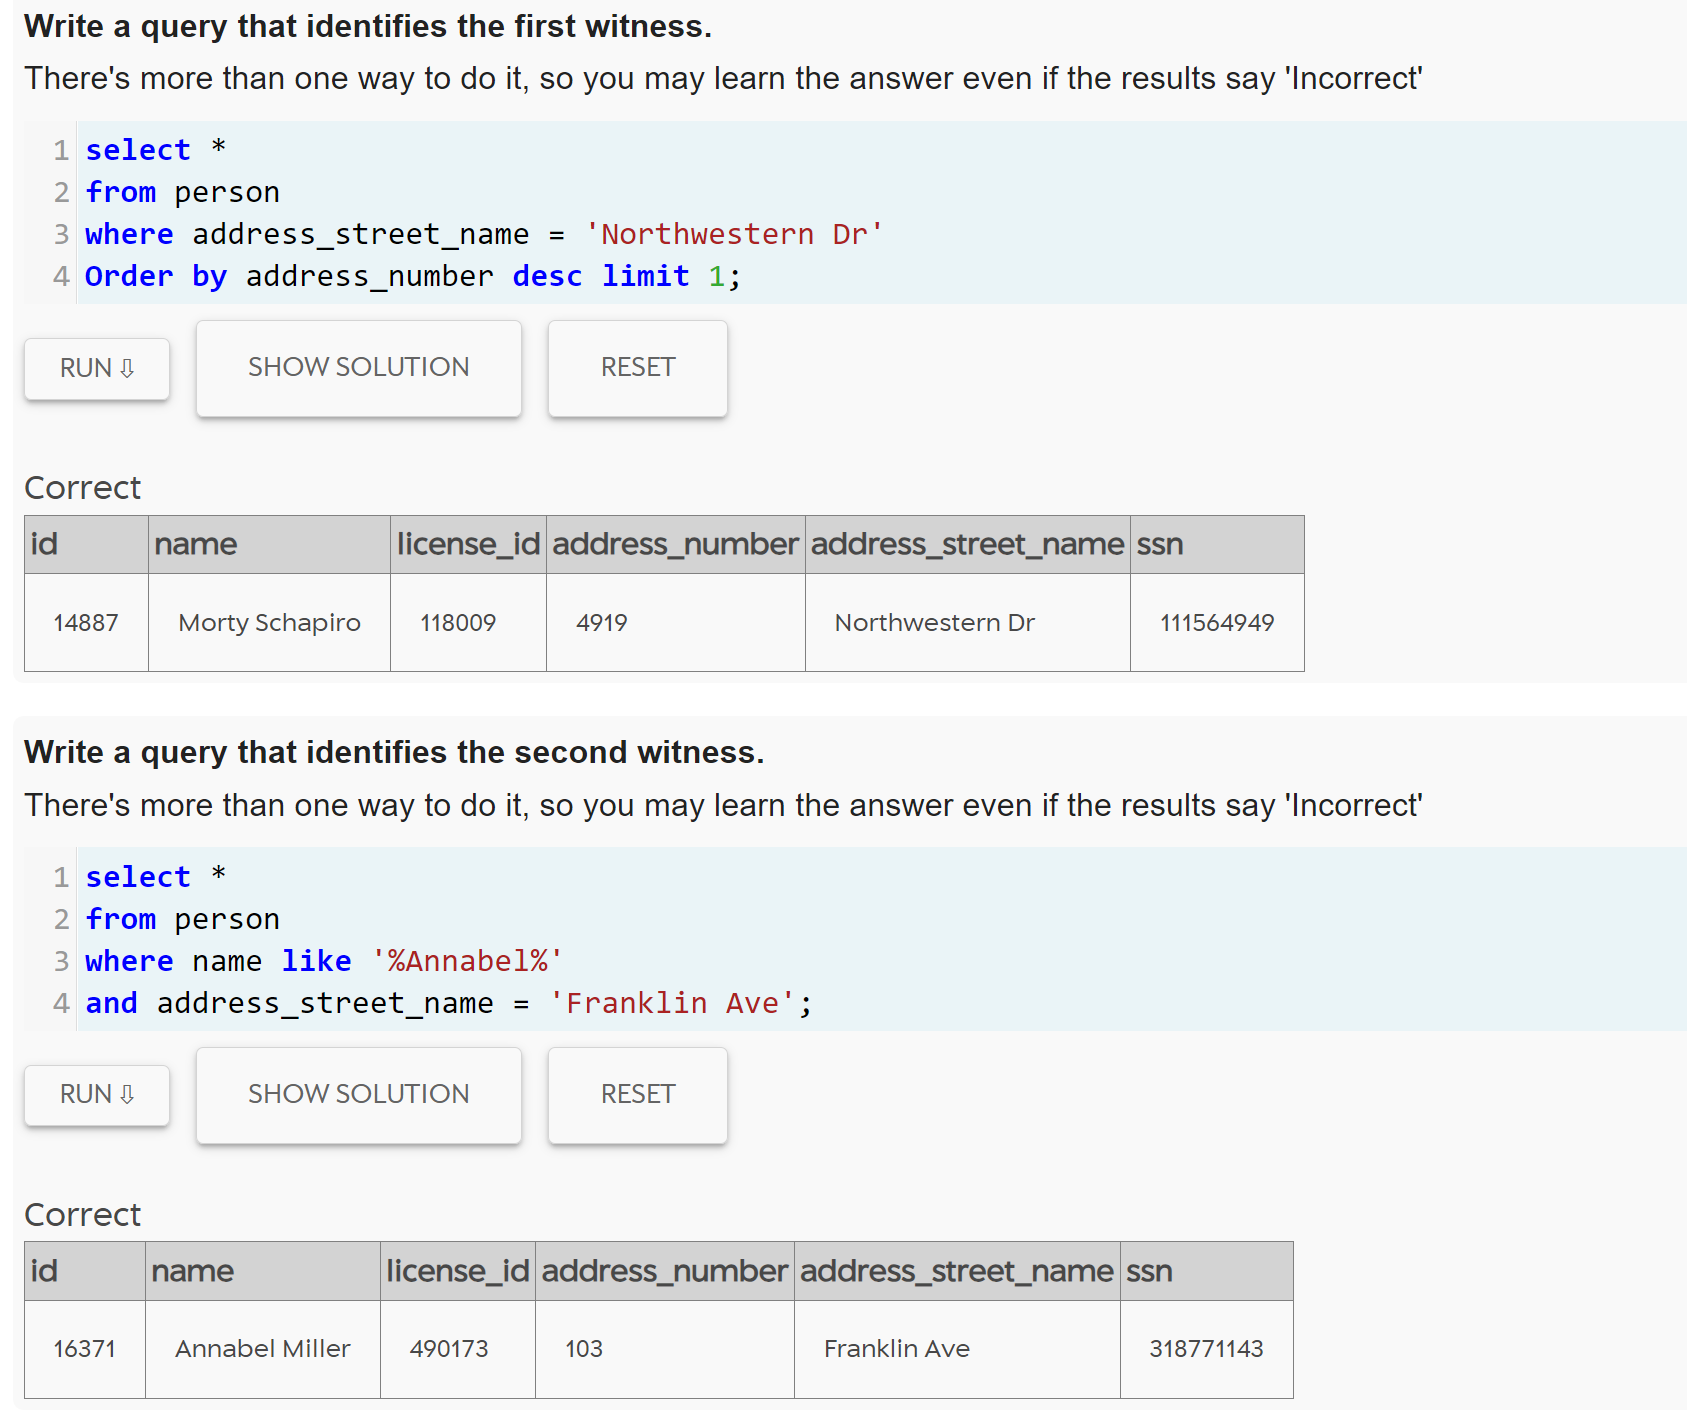 Write a query that identifies the first witness.
There's more than one way to do it, so you may learn the answer even if the results say 'Incorrect'
1 select *
2 from person
3 where address_street_name = 'Northwestern Dr'
4 Order by address_number desc limit 1;
RUN ⇩ SHOW SOLUTION RESET
Correct
id name license_id address_number address_street_name ssn
14887 Morty Schapiro 118009 4919 Northwestern Dr 111564949
Write a query that identifies the second witness.
There's more than one way to do it, so you may learn the answer even if the results say 'Incorrect'
1 select *
2 from person
3 where name like '%Annabel%'
4 and address_street_name = 'Franklin Ave';
RUN ⇩ SHOW SOLUTION RESET
Correct
id name license_id address_number address_street_name ssn
16371 Annabel Miller 490173 103 Franklin Ave 318771143